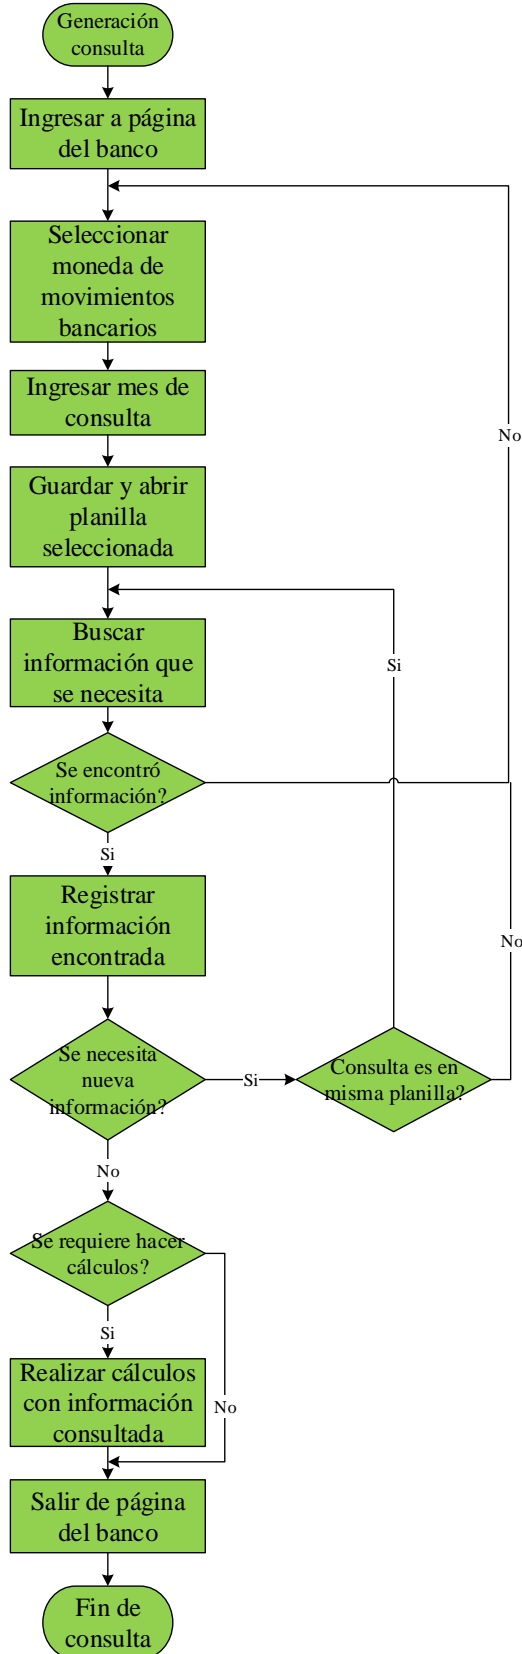 Generación
consulta
Ingresar a página
del banco
Seleccionar
moneda de
movimientos
bancarios
Ingresar mes de
consulta
No
Guardar y abrir
planilla
seleccionada
Buscar
información que
se necesita
Si
Se encontró
información?
Si
Registrar
información
encontrada
No
Se necesita
nueva
información?
Si
Consulta es en
misma planilla?
No
Se requiere hacer
cálculos?
Si
Realizar cálculos
con información
consultada
No
Salir de página
del banco
Fin de
consulta